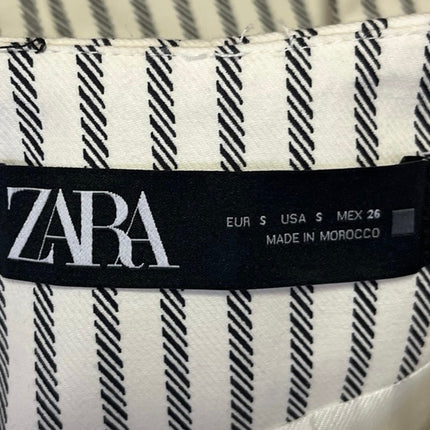 ZARA
EUR S USA S MEX 26
MADE IN MOROCCO